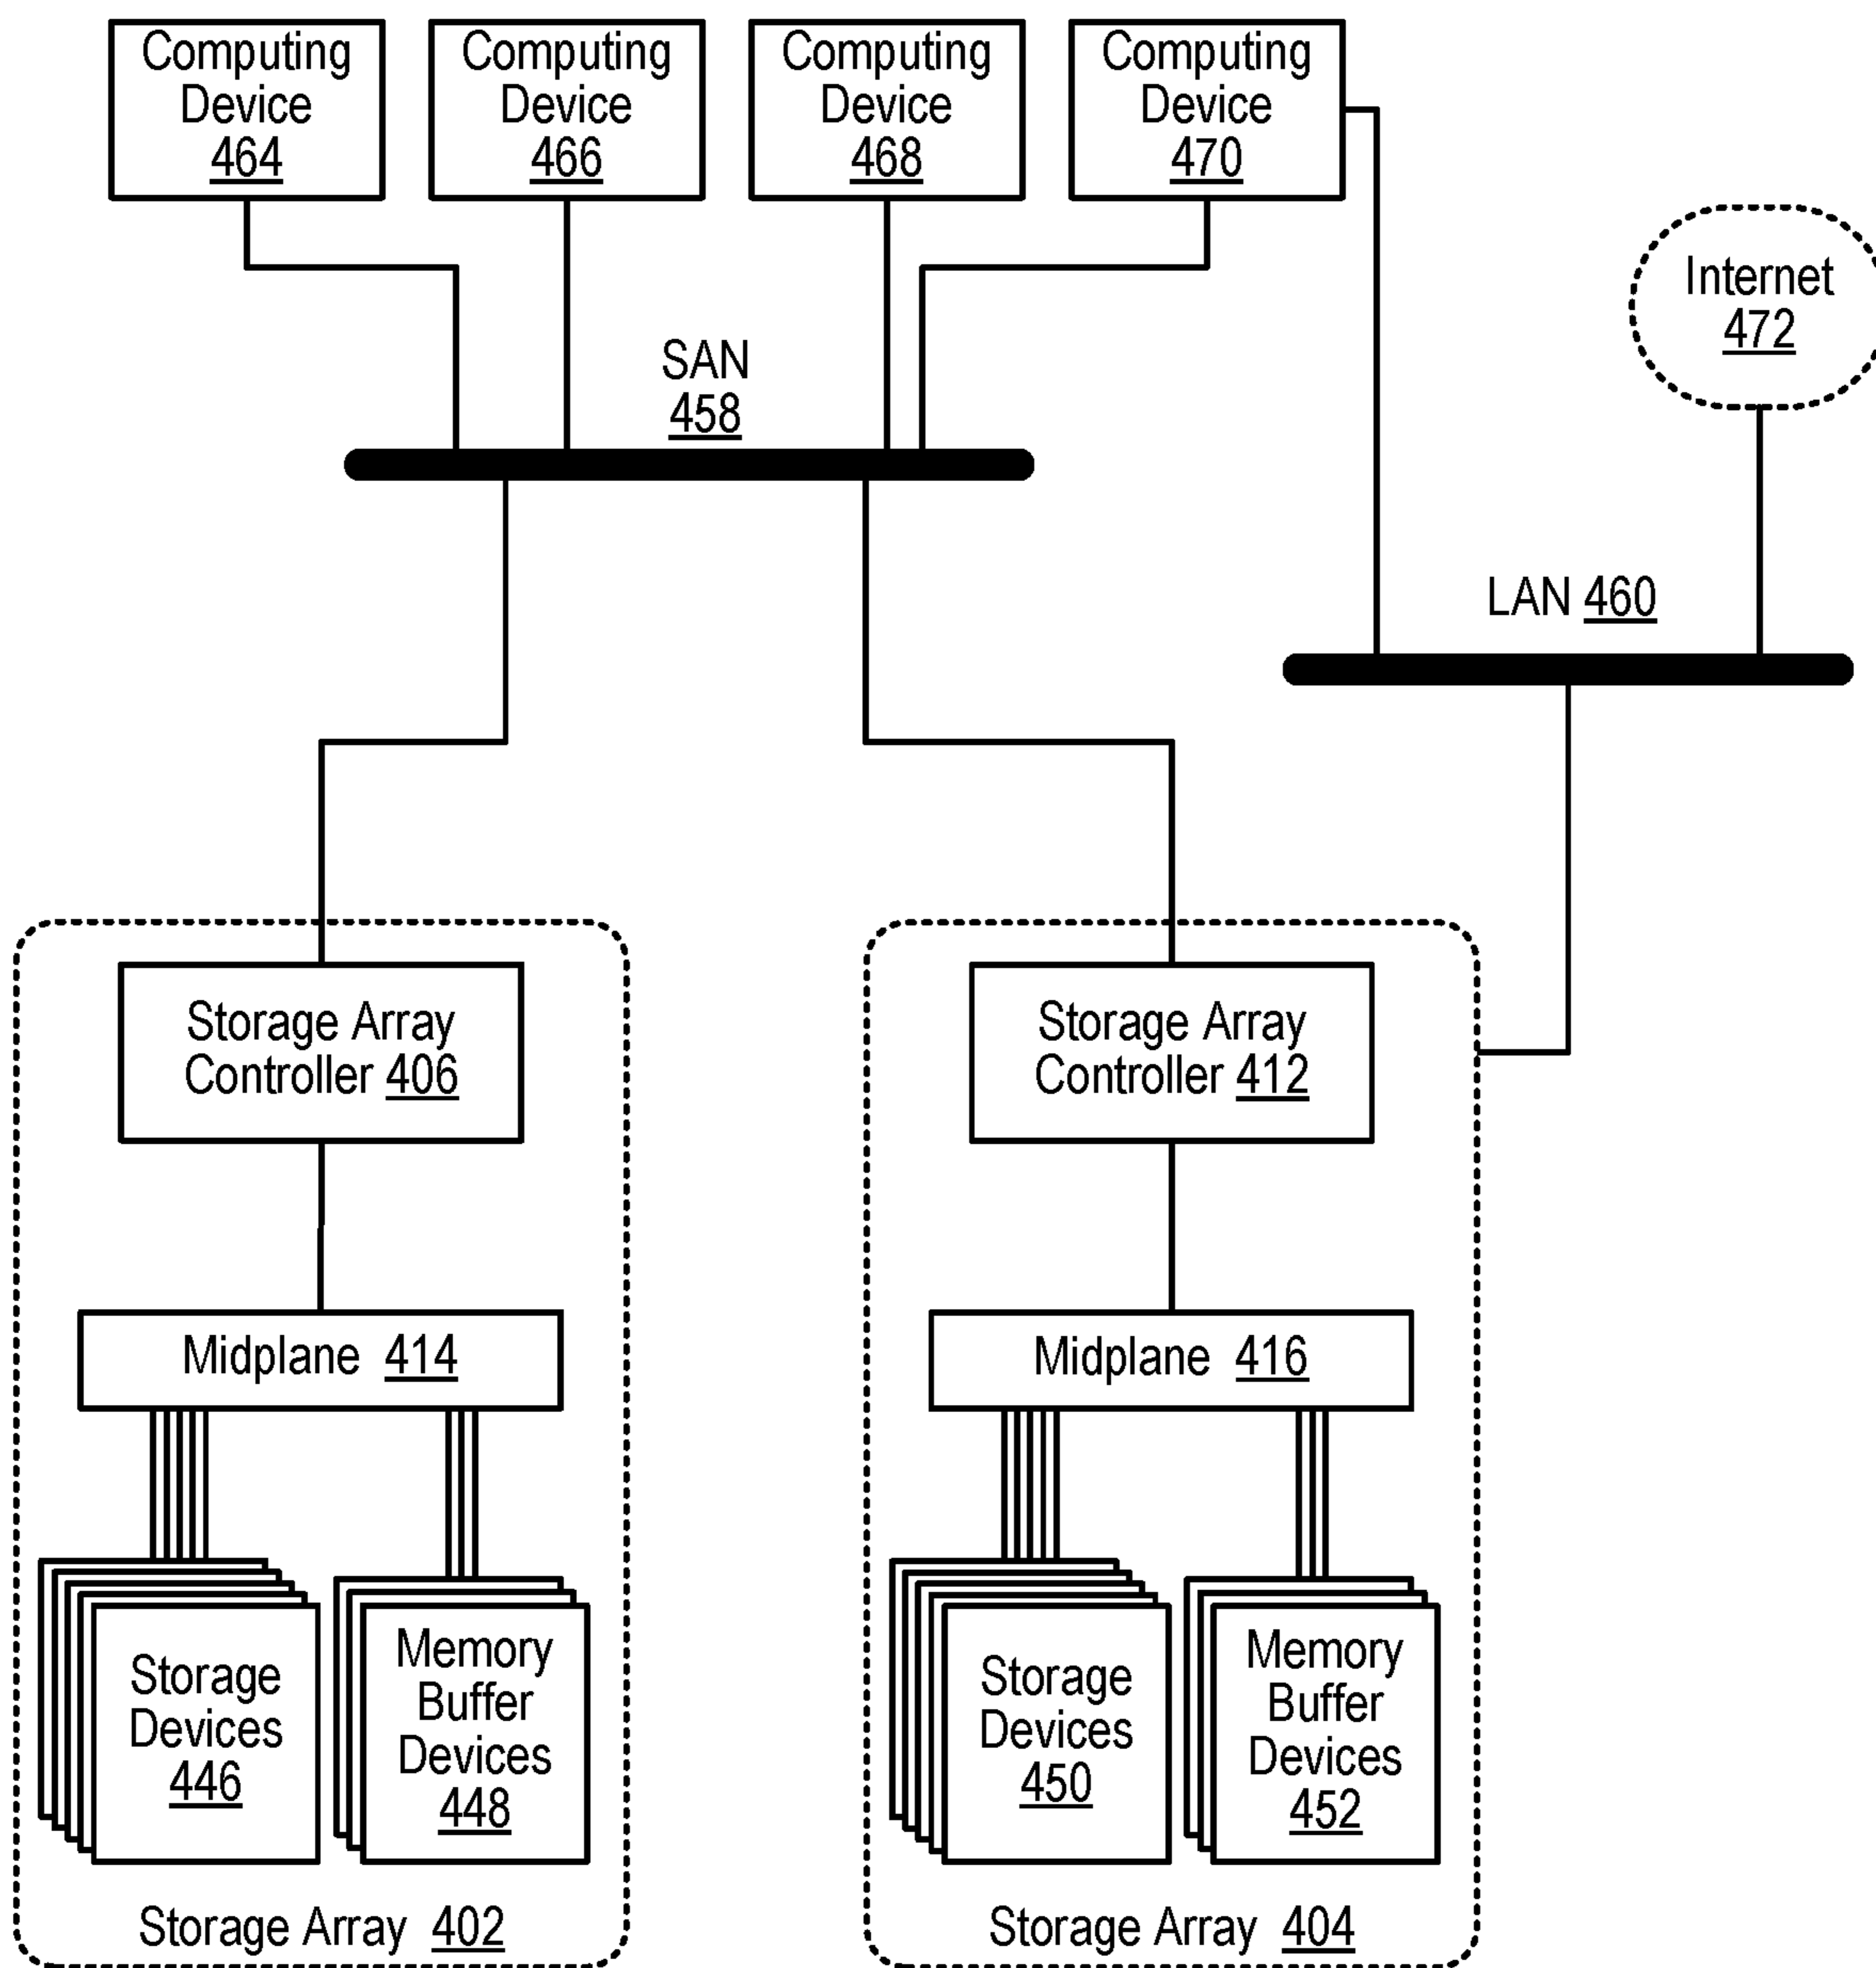 Computing
Device
464
Computing
Device
466
Computing
Device
468
Computing
Device
470
Internet
472
SAN
458
LAN 460
Storage Array
Controller 406
Storage Array
Controller 412
Midplane 414
Midplane 416
Storage
Devices
446
Memory
Buffer
Devices
448
Storage
Devices
450
Memory
Buffer
Devices
452
Storage Array 402
Storage Array 404